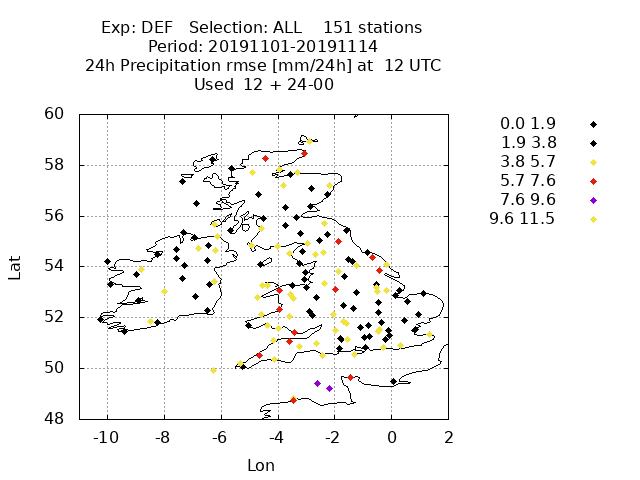 Exp: DEF   Selection: ALL    151 stations
Period: 20191101-20191114
24h Precipitation rmse [mm/24h] at  12 UTC
Used  12 + 24-00
0.0 1.9
1.9 3.8
3.8 5.7
5.7 7.6
7.6 9.6
9.6 11.5
60
58
56
54
52
50
48
Lat
-10 -8 -6 -4 -2 0 2
Lon